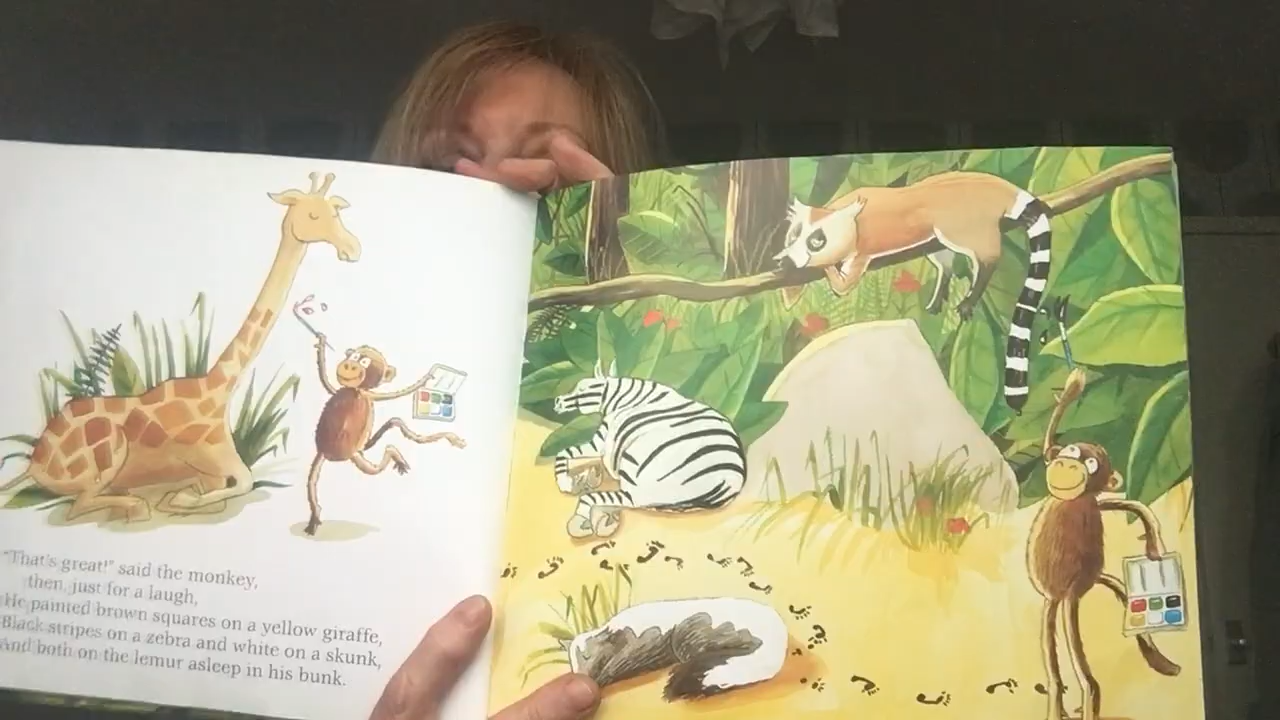 "That's great!" said the monkey,
then, just for a laugh,
He painted brown squares on a yellow giraffe,
Black stripes on a zebra and white on a skunk,
And both on the lemur asleep in his bunk.